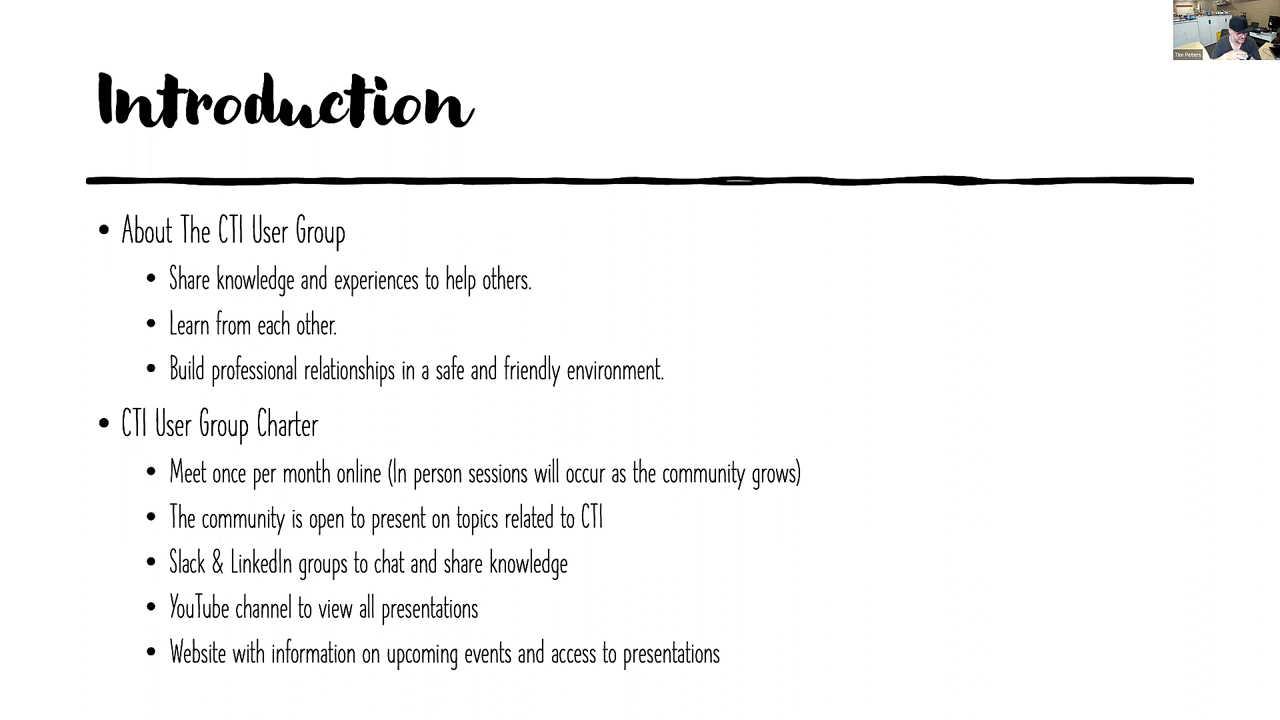 Tim Peters
Introduction
• About The CTI User Group
• Share knowledge and experiences to help others.
• Learn from each other.
• Build professional relationships in a safe and friendly environment.
• CTI User Group Charter
• Meet once per month online (In person sessions will occur as the community grows)
• The community is open to present on topics related to CTI
• Slack & LinkedIn groups to chat and share knowledge
• YouTube channel to view all presentations
• Website with information on upcoming events and access to presentations